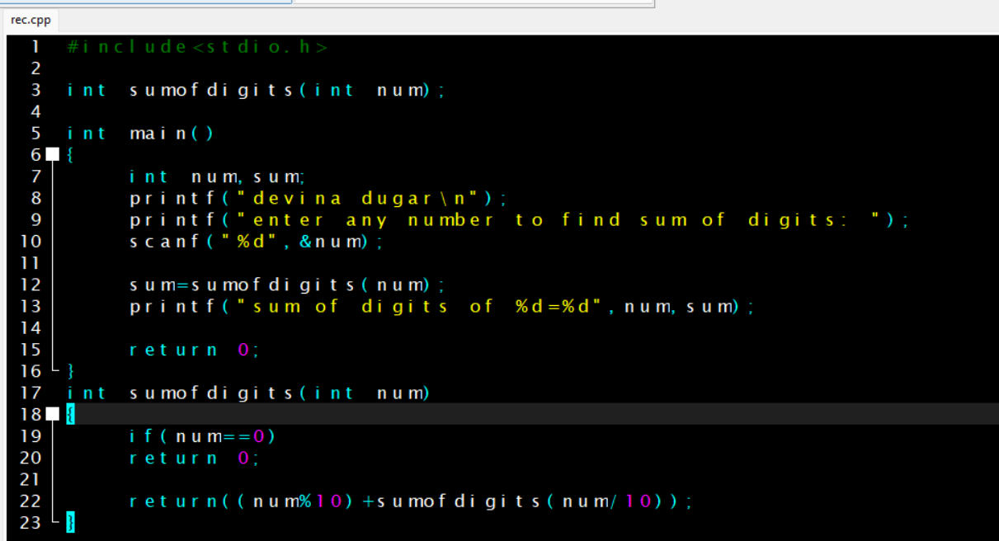 rec.cpp
1 #include<stdio.h>
2
3 int sumofdigits(int num);
4
5 int main()
6 {
7 int num,sum;
8 printf("devina dugar\n");
9 printf("enter any number to find sum of digits: ");
10 scanf("%d",&num);
11
12 sum=sumofdigits(num);
13 printf("sum of digits of %d=%d",num,sum);
14
15 return 0;
16 }
17 int sumofdigits(int num)
18 {
19 if(num==0)
20 return 0;
21
22 return((num%10)+sumofdigits(num/10));
23 }